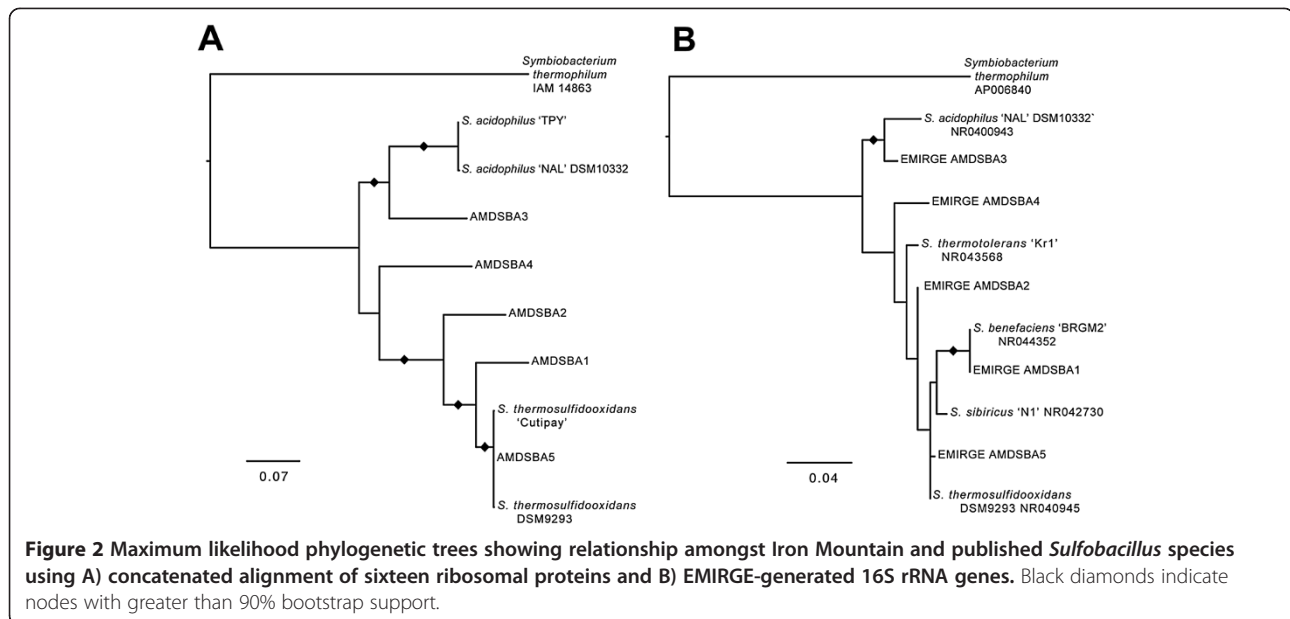 A
Symbiobacterium
thermophilum
IAM 14863
S. acidophilus 'TPY'
S. acidophilus 'NAL' DSM10332
AMDSBA3
AMDSBA4
AMDSBA2
AMDSBA1
S. thermosulfidooxidans
'Cutipay'
AMDSBA5
S. thermosulfidooxidans
DSM9293
0.07
B
Symbiobacterium
thermophilum
AP006840
S. acidophilus 'NAL' DSM10332`
NR0400943
EMIRGE AMDSBA3
EMIRGE AMDSBA4
S. thermotolerans 'Kr1'
NR043568
EMIRGE AMDSBA2
S. benefaciens 'BRGM2'
NR044352
EMIRGE AMDSBA1
S. sibiricus 'N1' NR042730
EMIRGE AMDSBA5
S. thermosulfidooxidans
DSM9293 NR040945
0.04
Figure 2 Maximum likelihood phylogenetic trees showing relationship amongst Iron Mountain and published Sulfobacillus species
using A) concatenated alignment of sixteen ribosomal proteins and B) EMIRGE-generated 16S rRNA genes. Black diamonds indicate
nodes with greater than 90% bootstrap support.